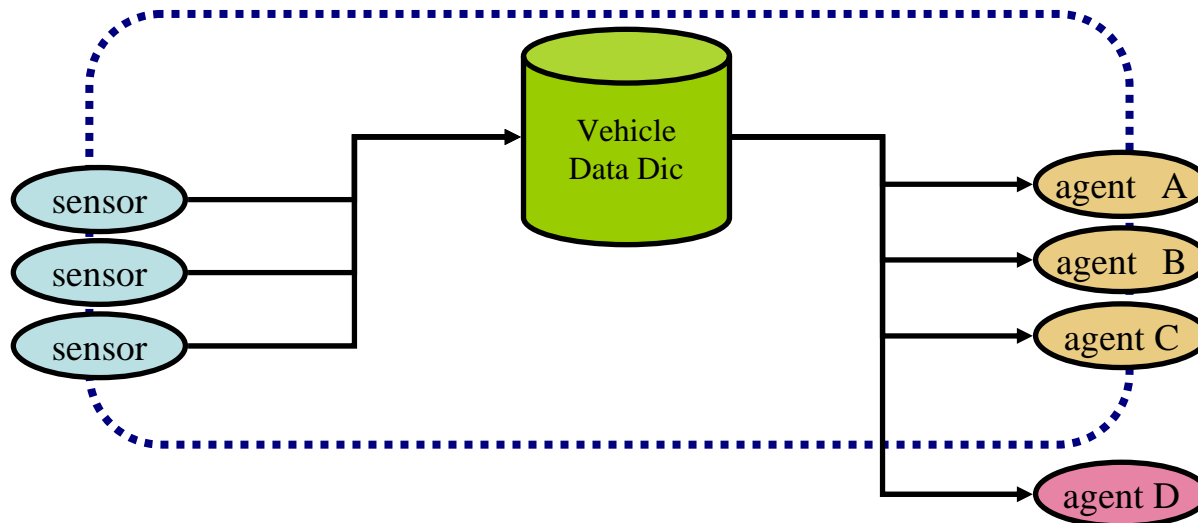 Vehicle
Data Dic
sensor
sensor
sensor
agent A
agent B
agent C
agent D